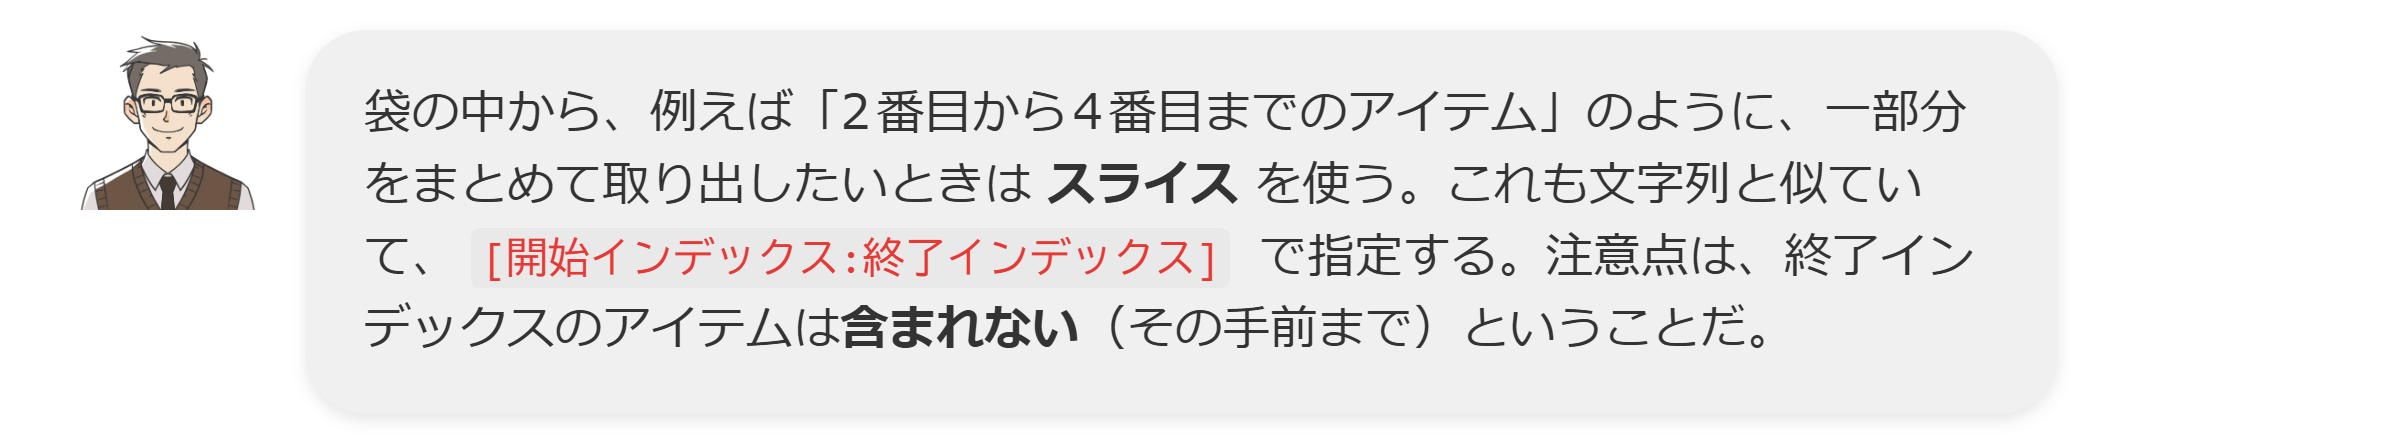 袋の中から、例えば「2番目から4番目までのアイテム」のように、一部分
をまとめて取り出したいときは スライス を使う。これも文字列と似てい
て、 [開始インデックス:終了インデックス] で指定する。注意点は、終了イン
デックスのアイテムは含まれない（その手前まで）ということだ。